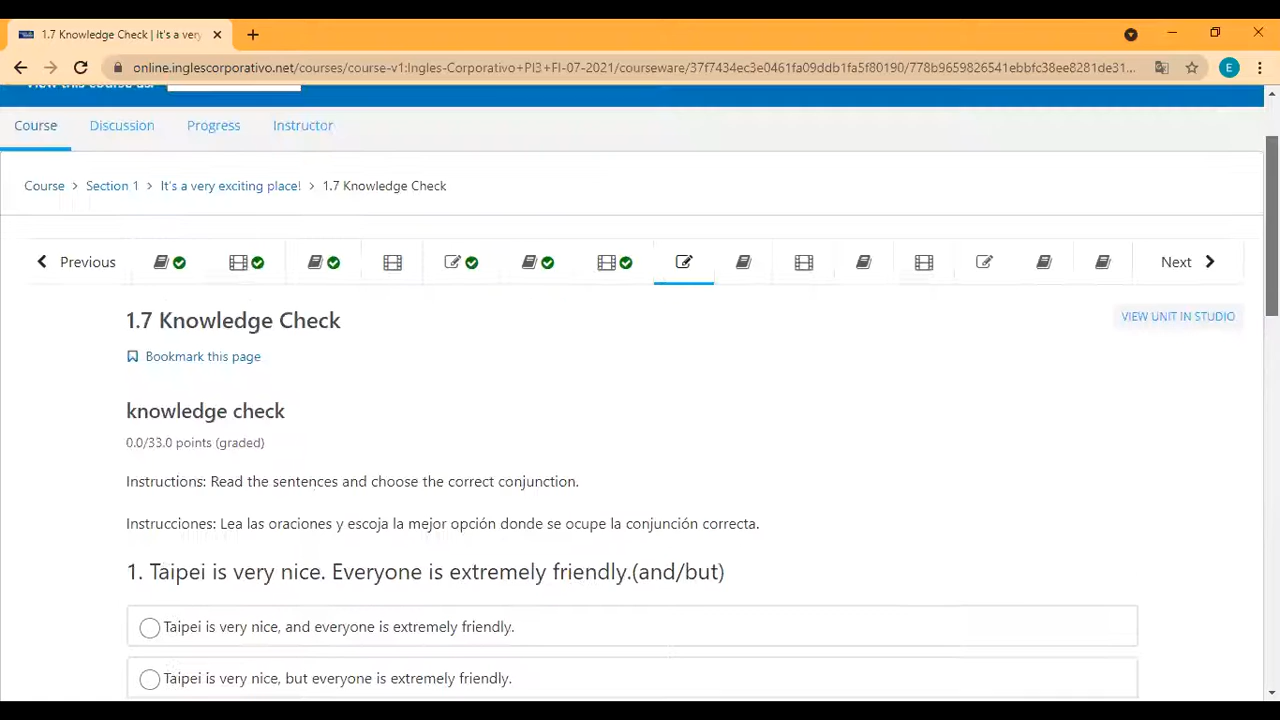 1.7 Knowledge Check | It's a very
online.inglescorporativo.net/courses/course-v1:Ingles-Corporativo+PI3+FI-07-2021/courseware/37f7434ec3e0461fa09ddb1fa5f80190/778b9659826541ebbfc38ee8281de31...
E
View this course as:
Course Discussion Progress Instructor
Course > Section 1 > It's a very exciting place! > 1.7 Knowledge Check
Previous Next
1.7 Knowledge Check
VIEW UNIT IN STUDIO
Bookmark this page
knowledge check
0.0/33.0 points (graded)
Instructions: Read the sentences and choose the correct conjunction.
Instrucciones: Lea las oraciones y escoja la mejor opción donde se ocupe la conjunción correcta.
1. Taipei is very nice. Everyone is extremely friendly.(and/but)
Taipei is very nice, and everyone is extremely friendly.
Taipei is very nice, but everyone is extremely friendly.